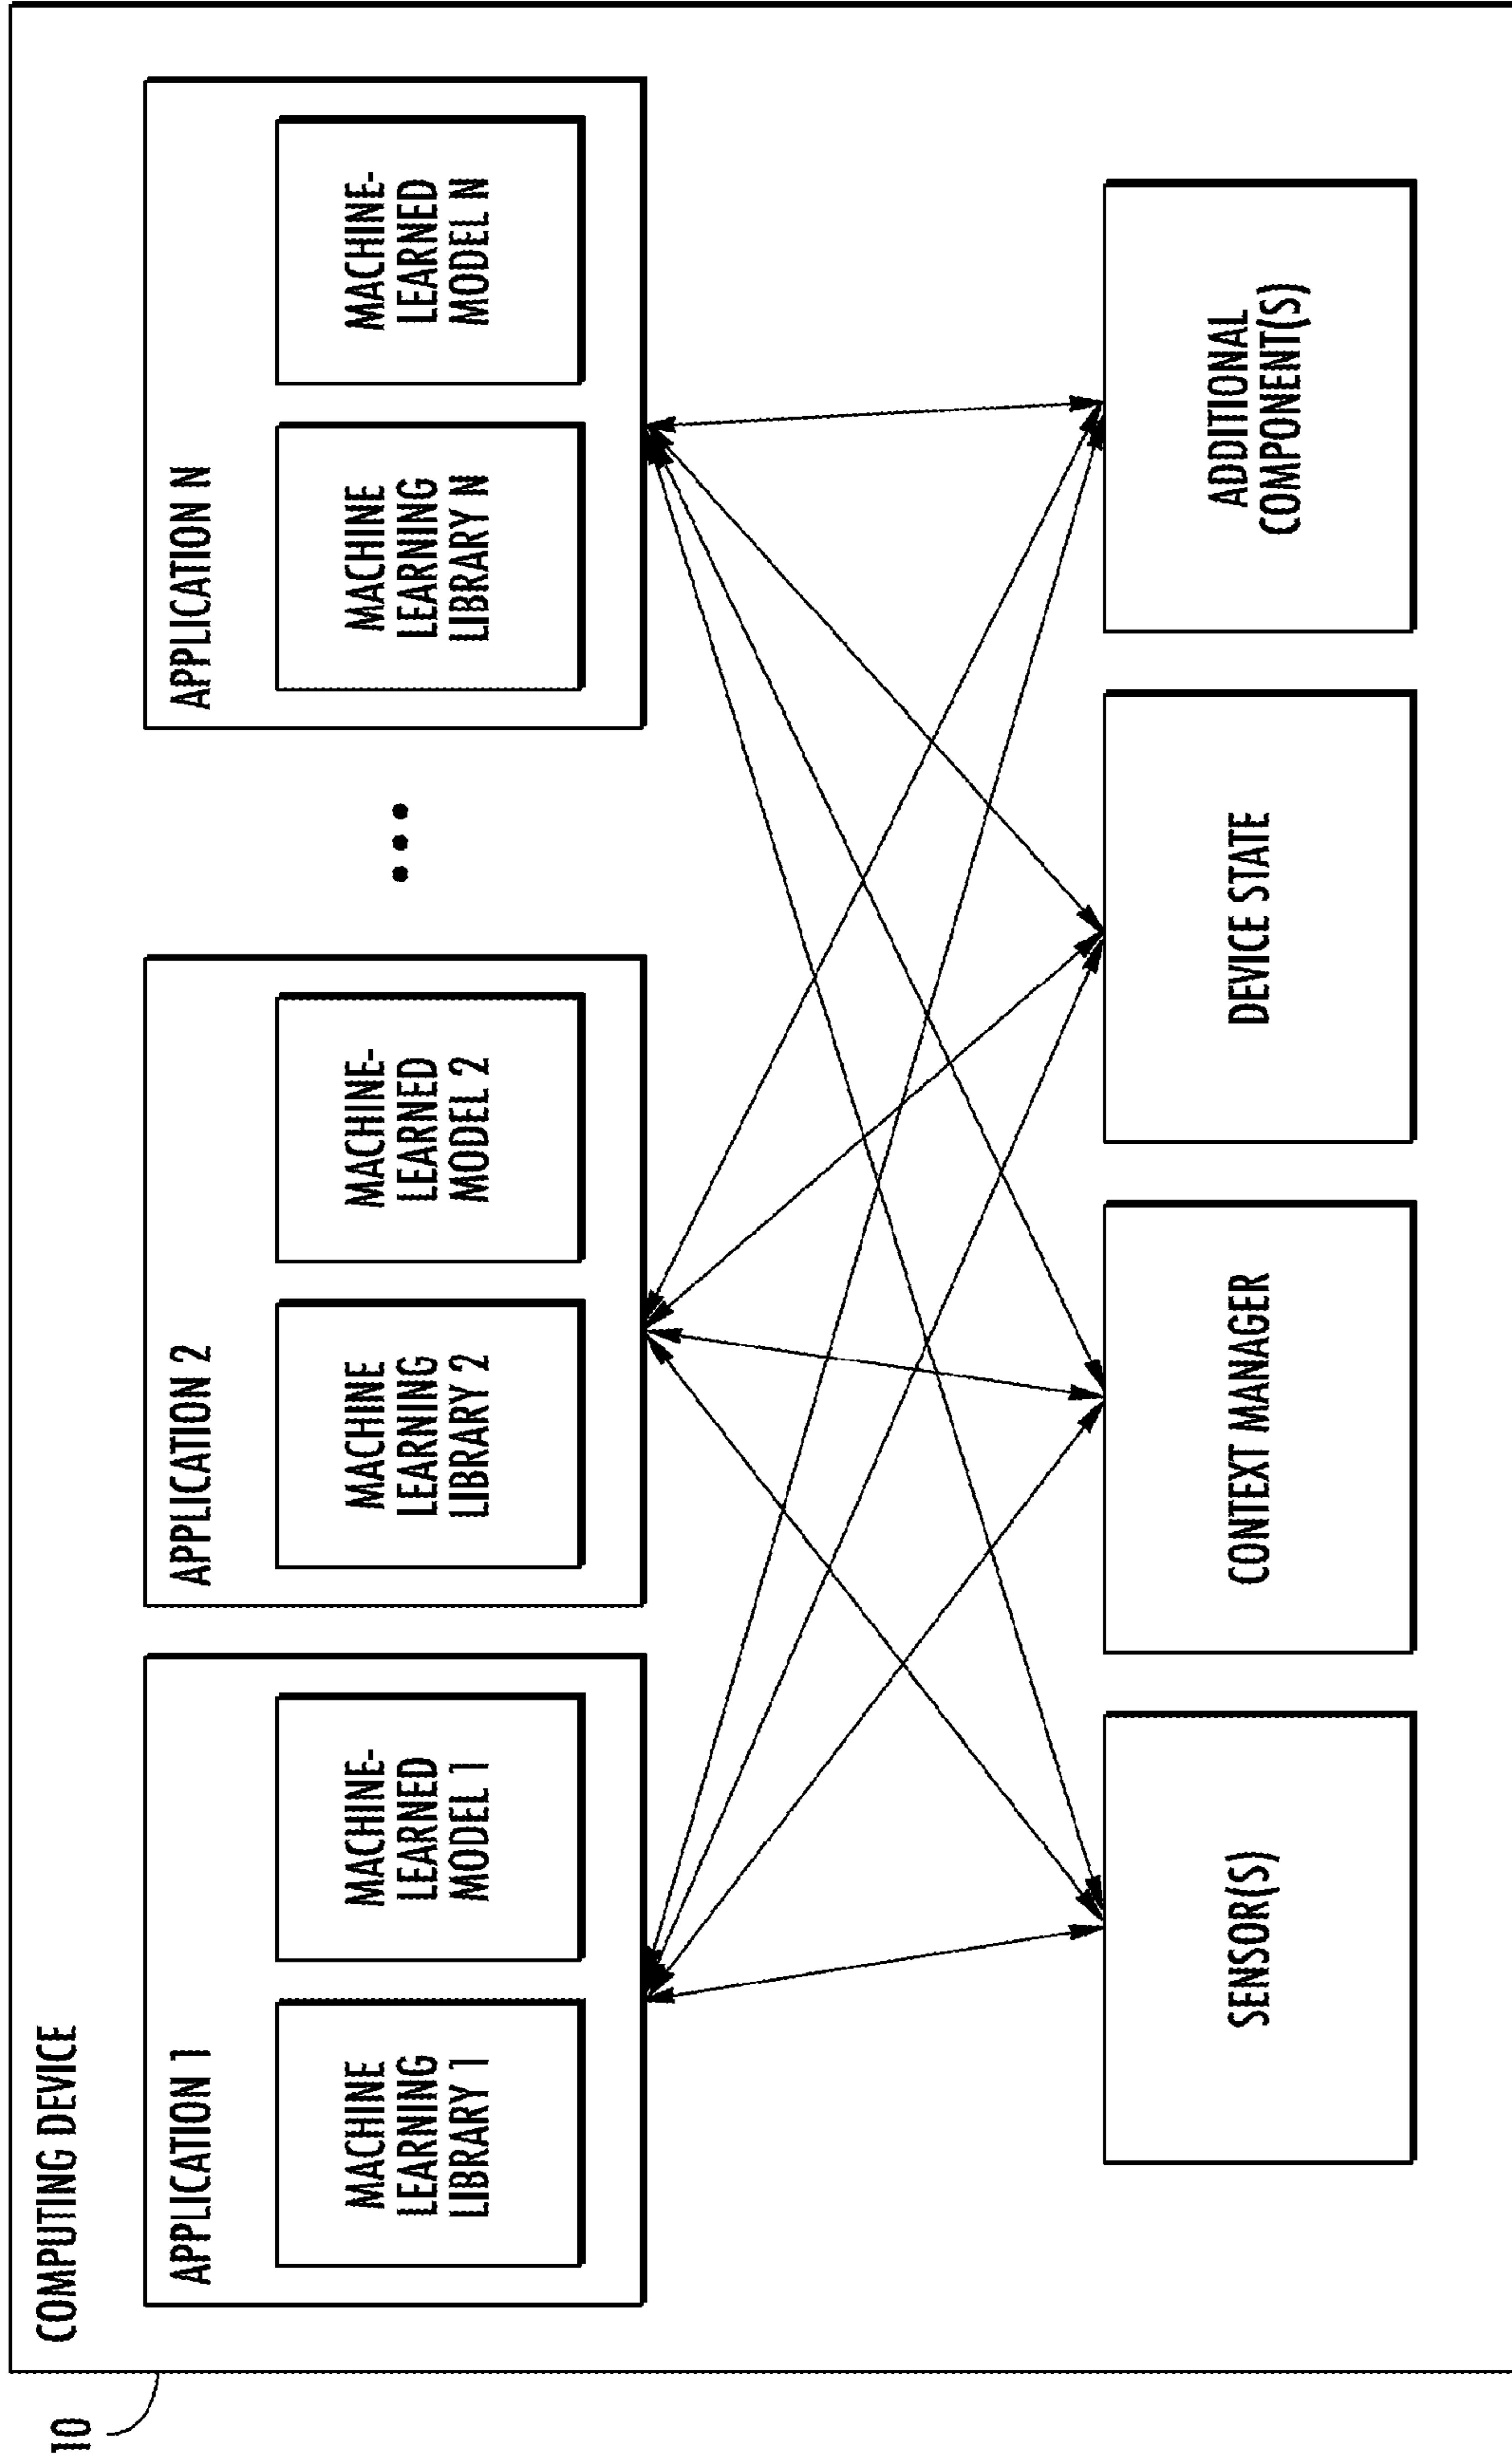 10
COMPUTING DEVICE
APPLICATION 1
MACHINE
LEARNING
LIBRARY 1
MACHINE-
LEARNED
MODEL 1
APPLICATION 2
MACHINE
LEARNING
LIBRARY 2
MACHINE-
LEARNED
MODEL 2
APPLICATION N
MACHINE
LEARNING
LIBRARY N
MACHINE-
LEARNED
MODEL N
SENSOR(S)
CONTEXT MANAGER
DEVICE STATE
ADDITIONAL
COMPONENT(S)